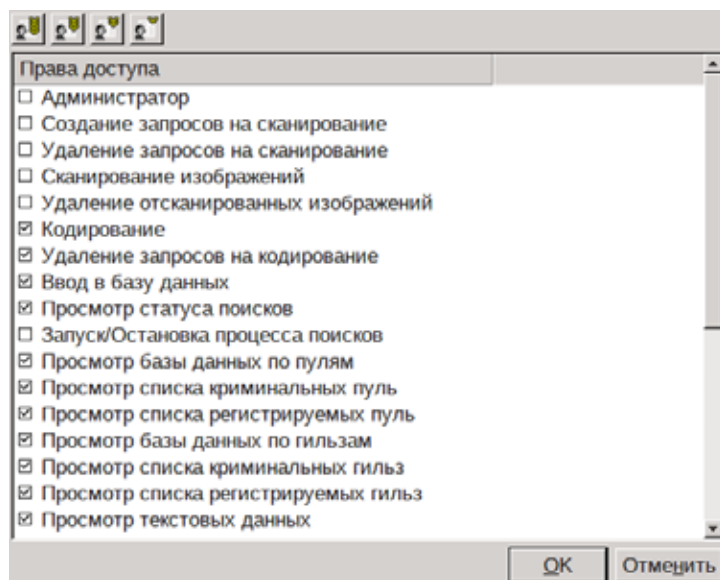 Права доступа
Администратор
Создание запросов на сканирование
Удаление запросов на сканирование
Сканирование изображений
Удаление отсканированных изображений
Кодирование
Удаление запросов на кодирование
Ввод в базу данных
Просмотр статуса поисков
Запуск/Остановка процесса поисков
Просмотр базы данных по пулям
Просмотр списка криминальных пуль
Просмотр списка регистрируемых пуль
Просмотр базы данных по гильзам
Просмотр списка криминальных гильз
Просмотр списка регистрируемых гильз
Просмотр текстовых данных
OK Отменить